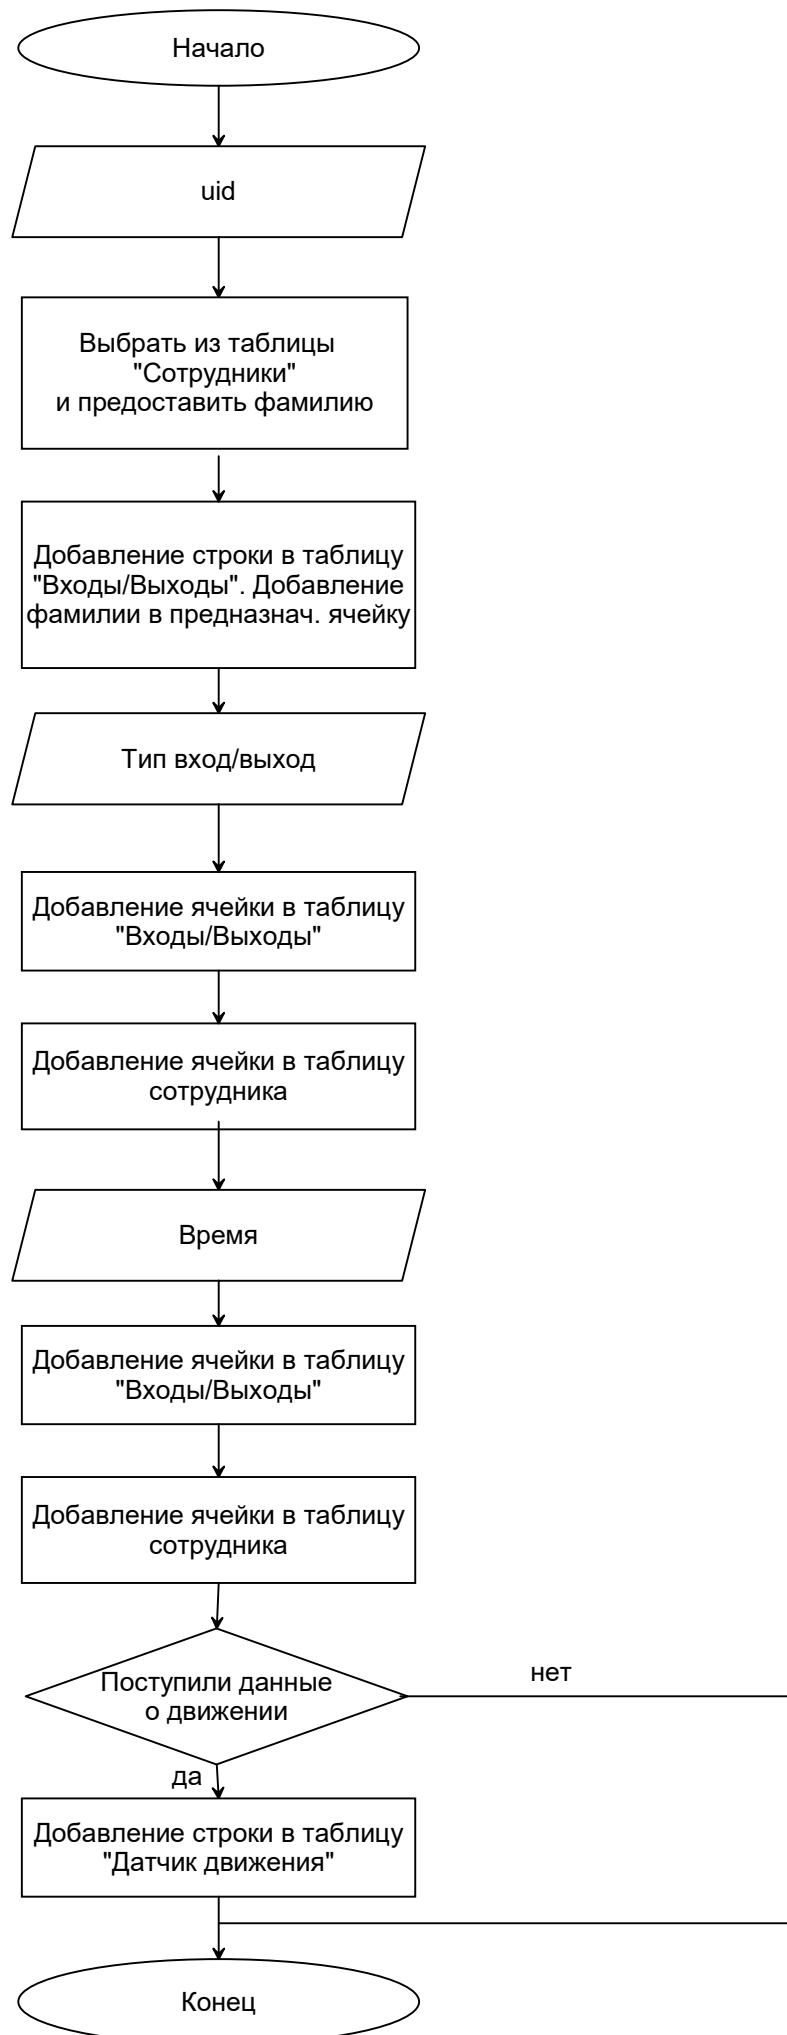 Начало
uid
Выбрать из таблицы
"Сотрудники"
и предоставить фамилию
Добавление строки в таблицу
"Входы/Выходы". Добавление
фамилии в предназнач. ячейку
Тип вход/выход
Добавление ячейки в таблицу
"Входы/Выходы"
Добавление ячейки в таблицу
сотрудника
Время
Добавление ячейки в таблицу
"Входы/Выходы"
Добавление ячейки в таблицу
сотрудника
Поступили данные
о движении
нет
да
Добавление строки в таблицу
"Датчик движения"
Конец